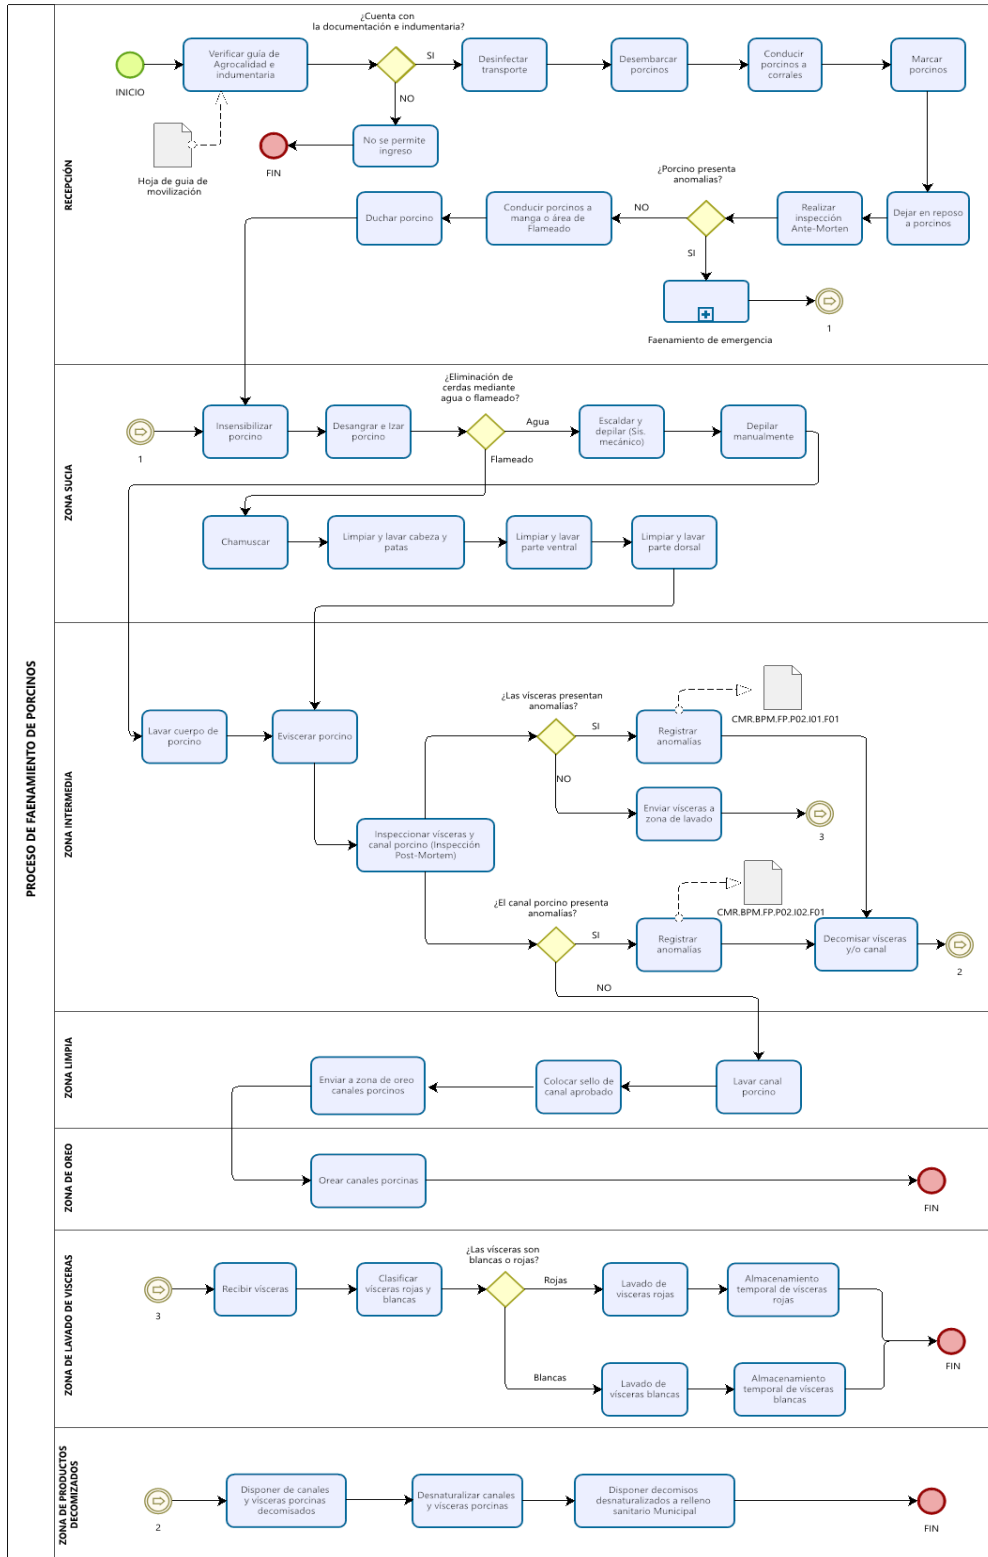 PROCESO DE FAENAMIENTO DE PORCINOS
RECEPCIÓN
¿Cuenta con
la documentación e indumentaria?
INICIO
Verificar guía de
Agrocalidad e
indumentaria
SI
NO
Desinfectar
transporte
Desembarcar
porcinos
Conducir
porcinos a
corrales
Marcar
porcinos
Hoja de guia de
movilización
FIN
No se permite
ingreso
¿Porcino presenta
anomalías?
Duchar porcino
Conducir porcinos a
manga o área de
Flameado
NO
SI
Realizar
inspección
Ante-Morten
Dejar en reposo
a porcinos
Faenamiento de emergencia
1
ZONA SUCIA
¿Eliminación de
cerdas mediante
agua o flameado?
1
Insensibilizar
porcino
Desangrar e Izar
porcino
Agua
Flameado
Escaldar y
depilar (Sis.
mecánico)
Depilar
manualmente
Chamuscar
Limpiar y lavar cabeza y
patas
Limpiar y lavar
parte ventral
Limpiar y lavar
parte dorsal
ZONA INTERMEDIA
Lavar cuerpo de
porcino
Eviscerar porcino
¿Las vísceras presentan
anomalías?
SI
NO
Registrar
anomalías
CMR.BPM.FP.P02.I01.F01
Enviar vísceras a
zona de lavado
3
Inspeccionar vísceras y
canal porcino (Inspección
Post-Mortem)
¿El canal porcino presenta
anomalías?
SI
NO
Registrar
anomalías
CMR.BPM.FP.P02.I02.F01
Decomisar vísceras
y/o canal
2
ZONA LIMPIA
Enviar a zona de oreo
canales porcinos
Colocar sello de
canal aprobado
Lavar canal
porcino
ZONA DE OREO
Orear canales porcinas
FIN
ZONA DE LAVADO DE VISCERAS
3
Recibir vísceras
Clasificar
vísceras rojas y
blancas
¿Las vísceras son
blancas o rojas?
Rojas
Lavado de
vísceras rojas
Almacenamiento
temporal de vísceras
rojas
Blancas
Lavado de
vísceras blancas
Almacenamiento
temporal de vísceras
blancas
FIN
ZONA DE PRODUCTOS
DECOMIZADOS
2
Disponer de canales
y vísceras porcinas
decomisados
Desnaturalizar canales
y vísceras porcinas
Disponer decomisos
desnaturalizados a relleno
sanitario Municipal
FIN